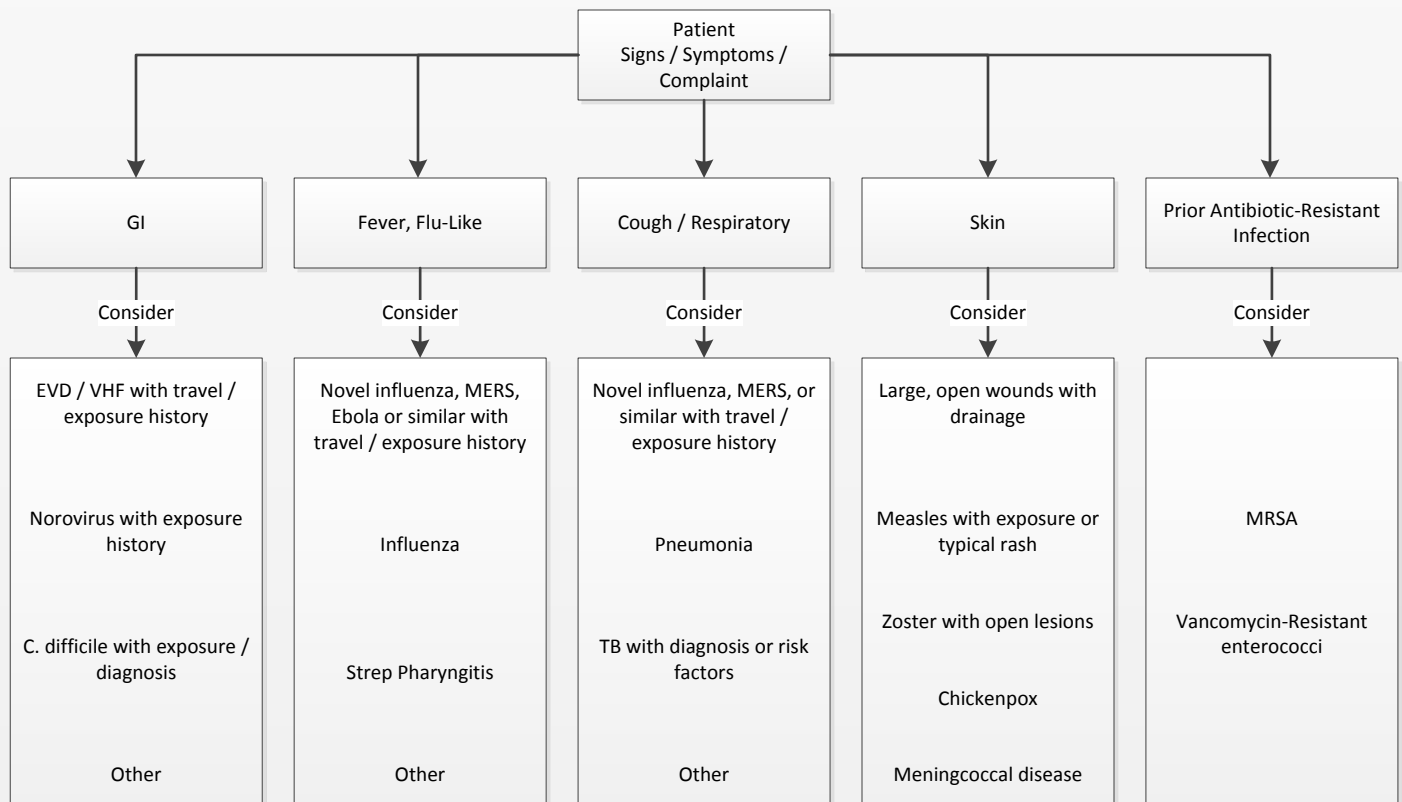 Patient
Signs / Symptoms /
Complaint
GI
Fever, Flu-Like
Cough / Respiratory
Skin
Prior Antibiotic-Resistant
Infection
Consider
Consider
Consider
Consider
Consider
EVD / VHF with travel /
exposure history
Norovirus with exposure
history
C. difficile with exposure /
diagnosis
Other
Novel influenza, MERS,
Ebola or similar with
travel / exposure history
Influenza
Strep Pharyngitis
Other
Novel influenza, MERS, or
similar with travel /
exposure history
Pneumonia
TB with diagnosis or risk
factors
Other
Large, open wounds with
drainage
Measles with exposure or
typical rash
Zoster with open lesions
Chickenpox
Meningcoccal disease
MRSA
Vancomycin-Resistant
enterococci